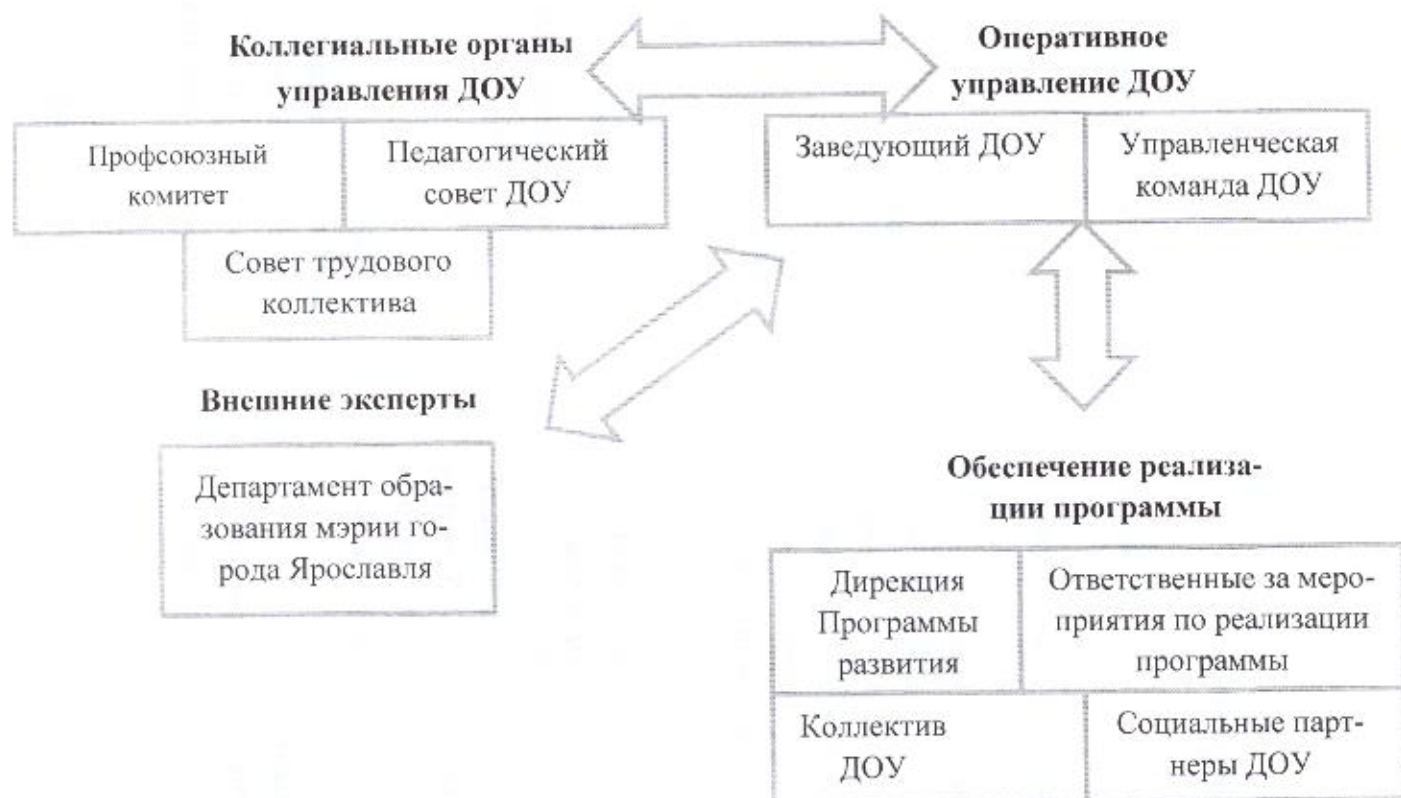 Коллегиальные органы
управления ДОУ
Оперативное
управление ДОУ
Профсоюзный
комитет
Педагогический
совет ДОУ
Совет трудового
коллектива
Заведующий ДОУ
Управленческая
команда ДОУ
Внешние эксперты
Департамент обра-
зования мэрии го-
рода Ярославля
Обеспечение реализа-
ции программы
Дирекция
Программы
развития
Ответственные за меро-
приятия по реализации
программы
Коллектив
ДОУ
Социальные парт-
неры ДОУ